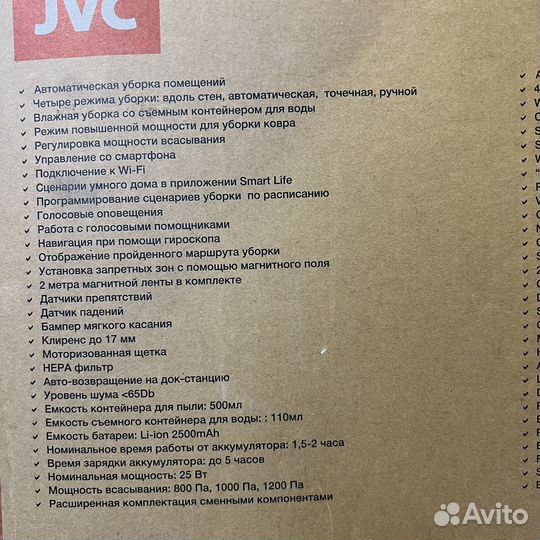 JVC
Автоматическая уборка помещений
Четыре режима уборки: вдоль стен, автоматическая, точечная, ручной
Влажная уборка со съемным контейнером для воды
Режим повышенной мощности для уборки ковра
Регулировка мощности всасывания
Управление со смартфона
Подключение к Wi-Fi
Сценарии умного дома в приложении Smart Life
Программирование сценариев уборки по расписанию
Голосовые оповещения
Работа с голосовыми помощниками
Навигация при помощи гироскопа
Отображение пройденного маршрута уборки
Установка запретных зон с помощью магнитного поля
2 метра магнитной ленты в комплекте
Датчики препятствий
Датчик падений
Бампер мягкого касания
Клиренс до 17 мм
Моторизованная щетка
HEPA фильтр
Авто-возвращение на док-станцию
Уровень шума <65Db
Емкость контейнера для пыли: 500мл
Емкость съемного контейнера для воды: : 110мл
Емкость батареи: Li-ion 2500mAh
Номинальное время работы от аккумулятора: 1,5-2 часа
Время зарядки аккумулятора: до 5 часов
Номинальная мощность: 25 Вт
Мощность всасывания: 800 Па, 1000 Па, 1200 Па
Расширенная комплектация сменными компонентами
Avito